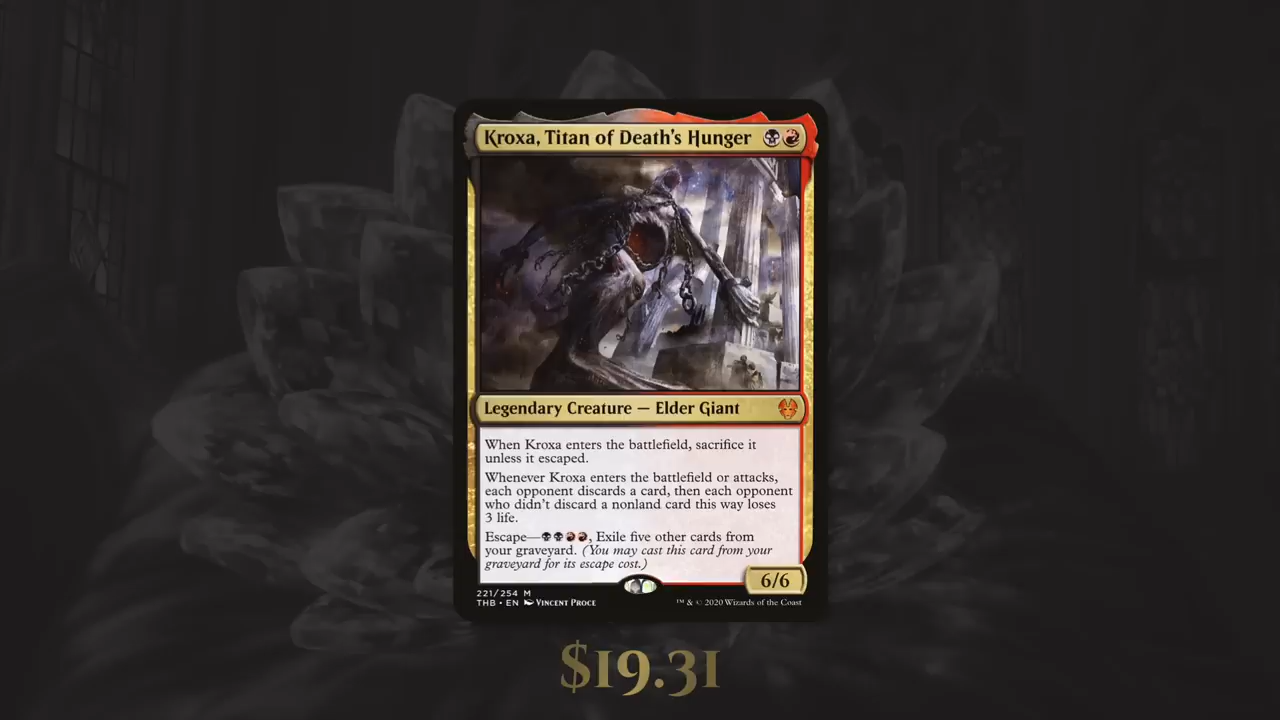 Kroxa, Titan of Death's Hunger
Legendary Creature — Elder Giant
When Kroxa enters the battlefield, sacrifice it
unless it escaped.
Whenever Kroxa enters the battlefield or attacks,
each opponent discards a card, then each opponent
who didn't discard a nonland card this way loses
3 life.
Escape—, Exile five other cards from
your graveyard. (You may cast this card from your
graveyard for its escape cost.)
6/6
221/254 M
THB • EN Vincent Proce
™ & © 2020 Wizards of the Coast
$19.31